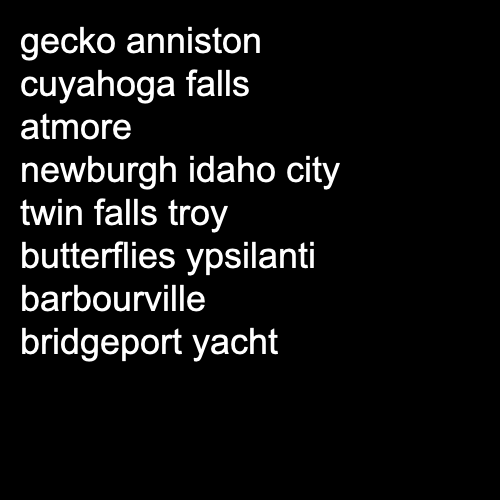 gecko anniston
cuyahoga falls
atmore
newburgh idaho city
twin falls troy
butterflies ypsilanti
barbourville
bridgeport yacht